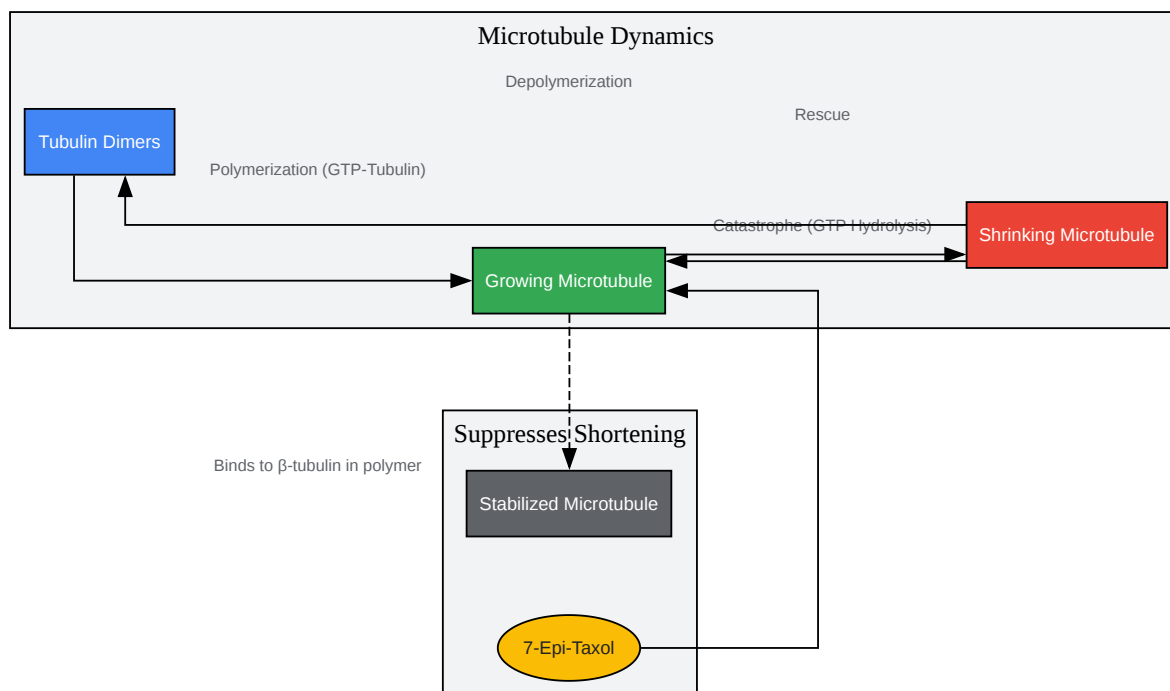 Microtubule Dynamics
Depolymerization
Rescue
Tubulin Dimers
Polymerization (GTP-Tubulin)
Catastrophe (GTP Hydrolysis)
Shrinking Microtubule
Growing Microtubule
Suppresses Shortening
Binds to β-tubulin in polymer
Stabilized Microtubule
7-Epi-Taxol